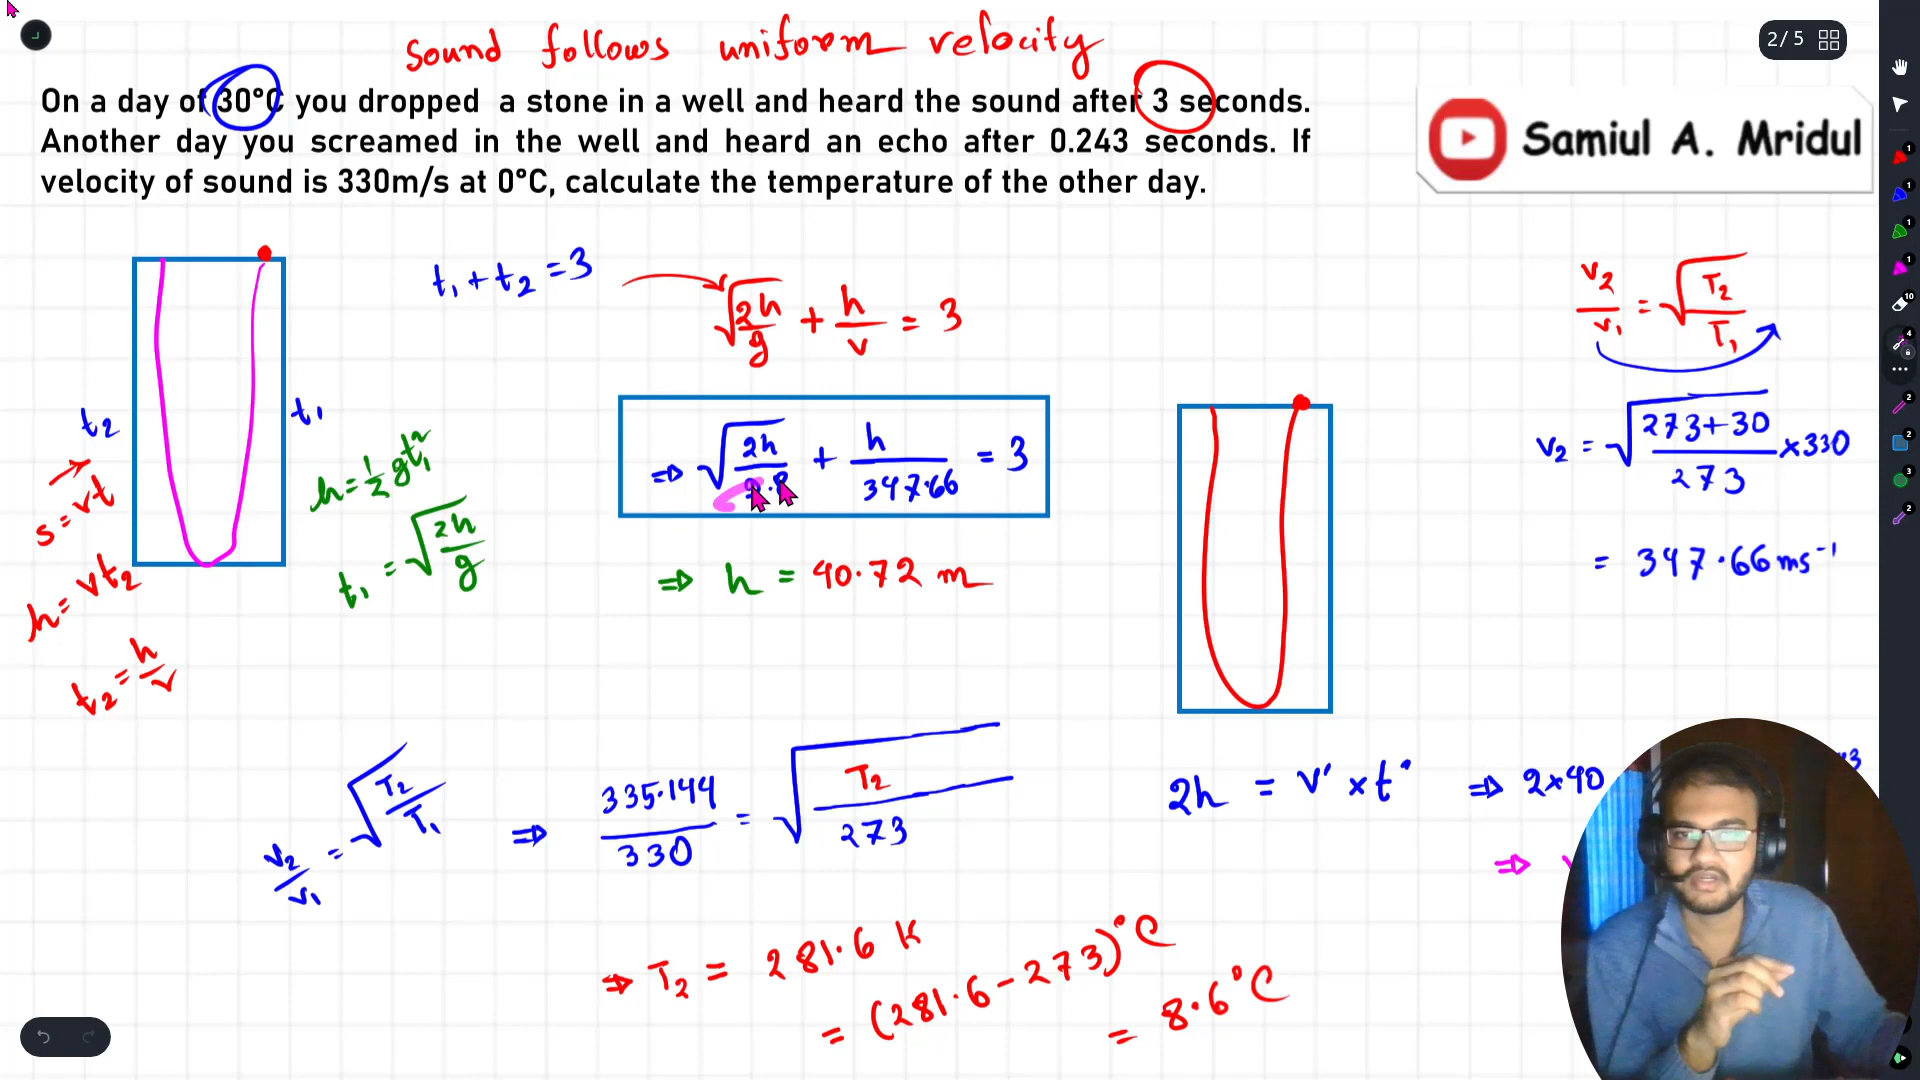 Sound follows uniform velocity
2/5
On a day of 30°C you dropped a stone in a well and heard the sound after 3 seconds.
Another day you screamed in the well and heard an echo after 0.243 seconds. If
velocity of sound is 330m/s at 0°C, calculate the temperature of the other day.
Samiul A. Mridul
t₁ + t₂ = 3
√(2h/g) + h/v = 3
v₂/v₁ = √(T₂/T₁)
t₂
t₁
s = vt
h = vt₂
t₂ = h/v
h = 1/2 gt₁²
t₁ = √(2h/g)
⇒ √(2h/9.8) + h/347.66 = 3
⇒ h = 40.72 m
v₂ = √((273+30)/273) × 330
= 347.66 ms⁻¹
v₂/v₁ = √(T₂/T₁) ⇒ 335.144/330 = √(T₂/273)
2h = v' × t' ⇒ 2×40
⇒
⇒ T₂ = 281.6 K
= (281.6 - 273)°C
= 8.6°C